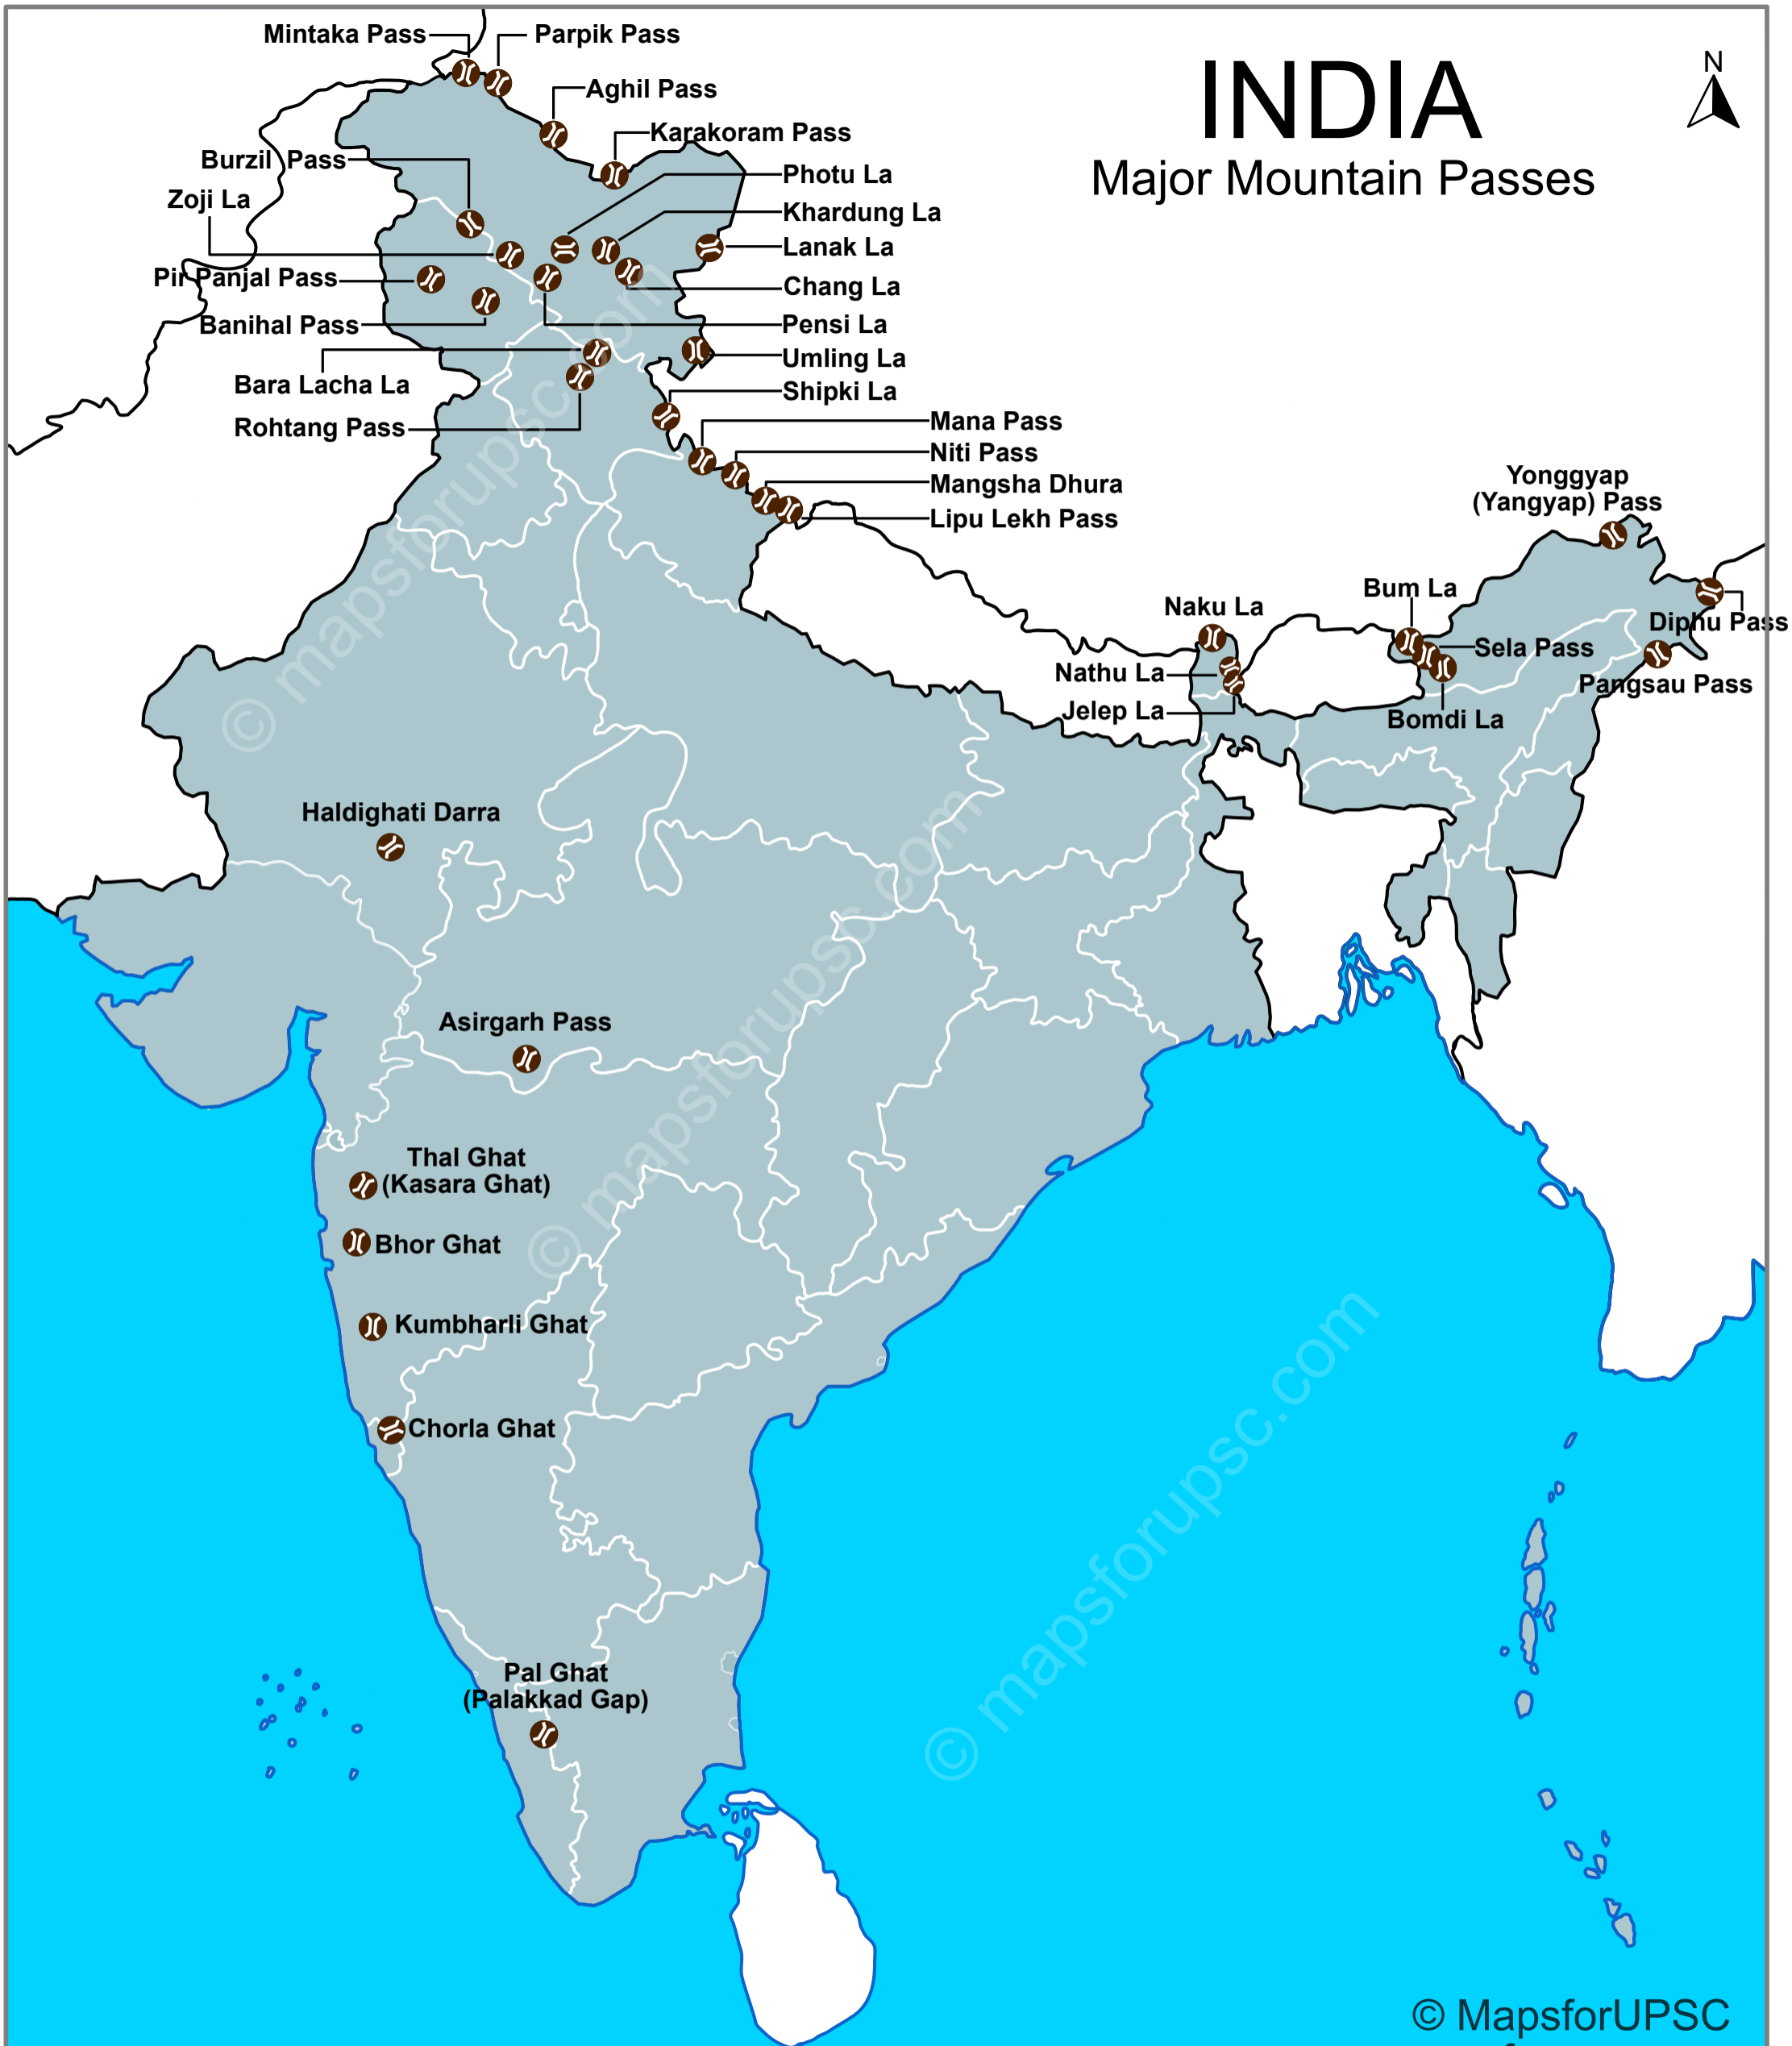 INDIA
Major Mountain Passes
N
Mintaka Pass
Parpik Pass
Aghil Pass
Karakoram Pass
Burzil Pass
Photu La
Zoji La
Khardung La
Lanak La
Pir Panjal Pass
Chang La
Banihal Pass
Pensi La
Umling La
Bara Lacha La
Shipki La
Rohtang Pass
Mana Pass
Niti Pass
Mangsha Dhura
Lipu Lekh Pass
Yonggyap
(Yangyap) Pass
Bum La
Naku La
Diphu Pass
Sela Pass
Nathu La
Pangsau Pass
Jelep La
Bomdi La
Haldighati Darra
Asirgarh Pass
Thal Ghat
(Kasara Ghat)
Bhor Ghat
Kumbharli Ghat
Chorla Ghat
Pal Ghat
(Palakkad Gap)
© mapsforupsc.com
© mapsforupsc.com
© mapsforupsc.com
© MapsforUPSC